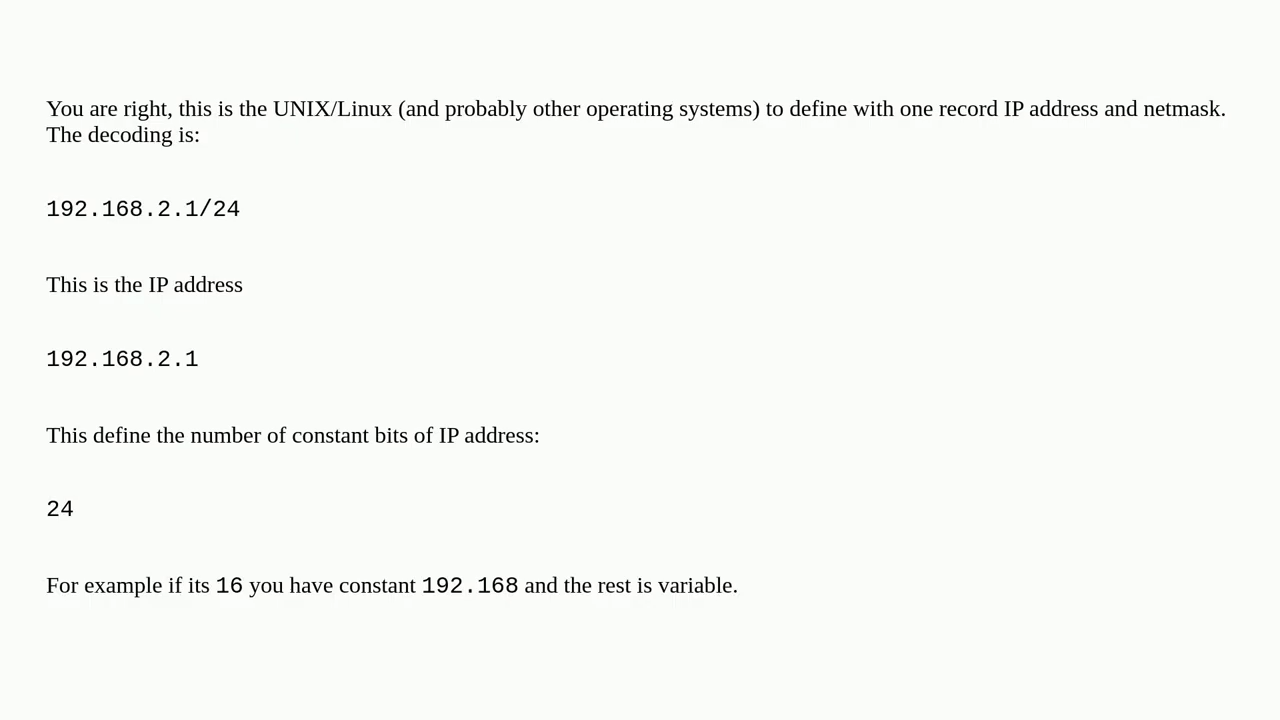 You are right, this is the UNIX/Linux (and probably other operating systems) to define with one record IP address and netmask.
The decoding is:
192.168.2.1/24
This is the IP address
192.168.2.1
This define the number of constant bits of IP address:
24
For example if its 16 you have constant 192.168 and the rest is variable.